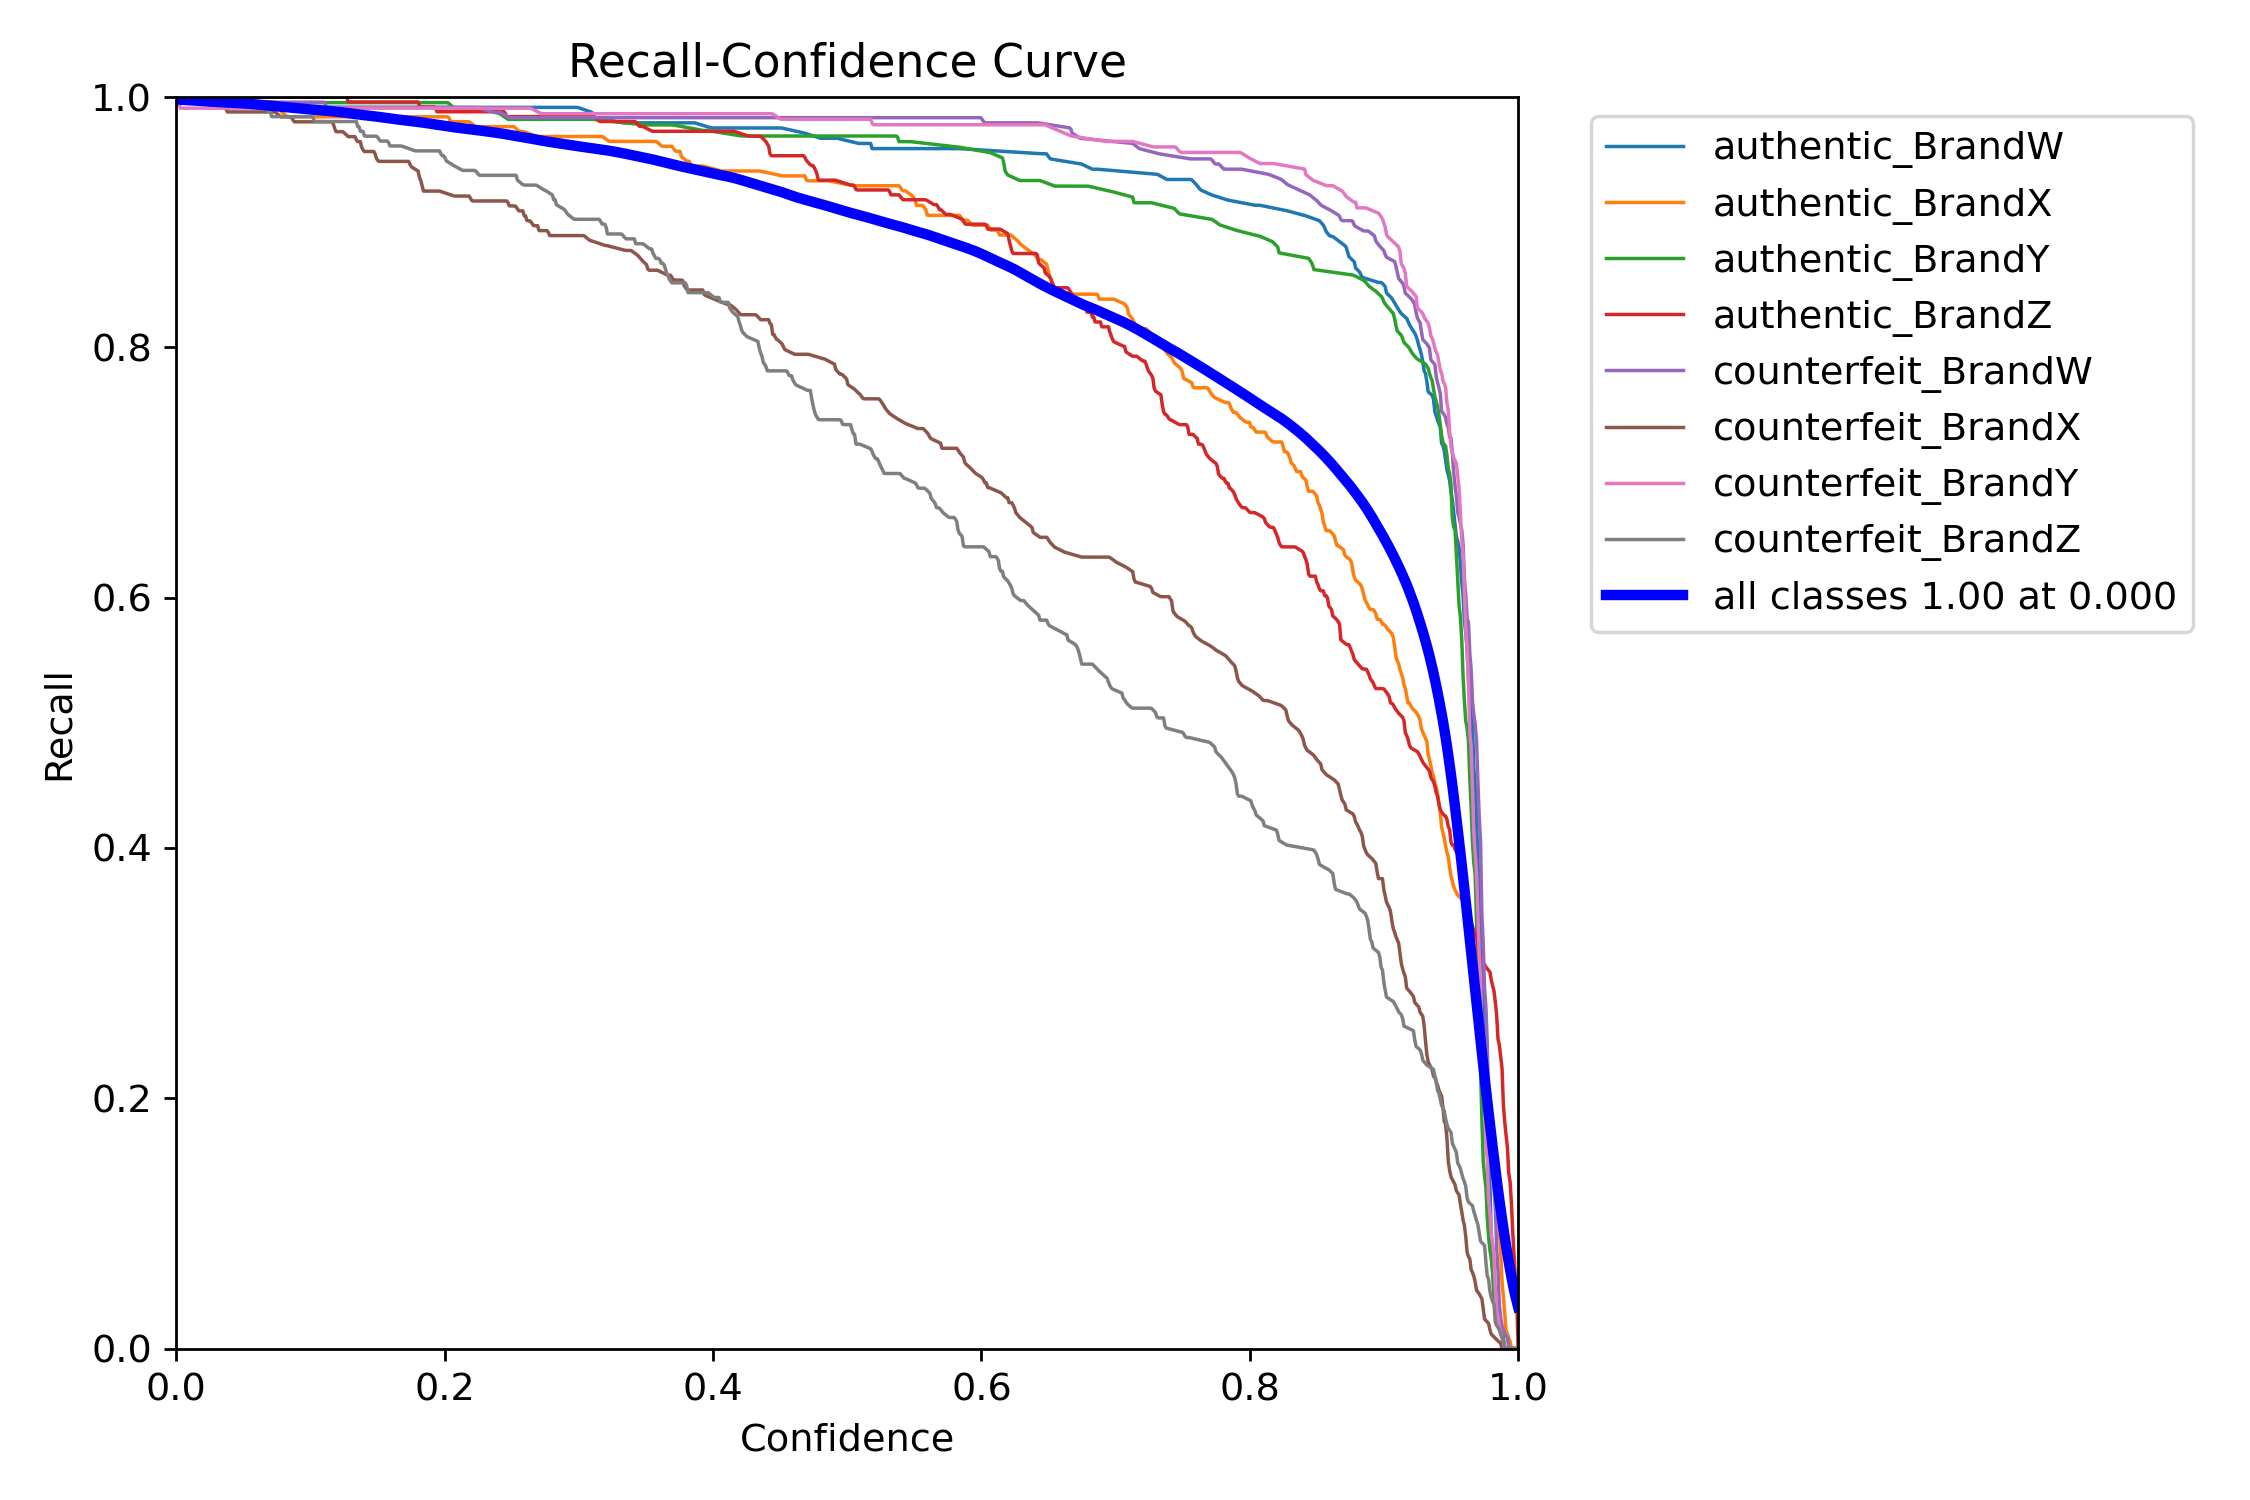 Recall-Confidence Curve
1.0
0.8
0.6
0.4
0.2
0.0
Recall
0.0 0.2 0.4 0.6 0.8 1.0
Confidence
authentic_BrandW
authentic_BrandX
authentic_BrandY
authentic_BrandZ
counterfeit_BrandW
counterfeit_BrandX
counterfeit_BrandY
counterfeit_BrandZ
all classes 1.00 at 0.000